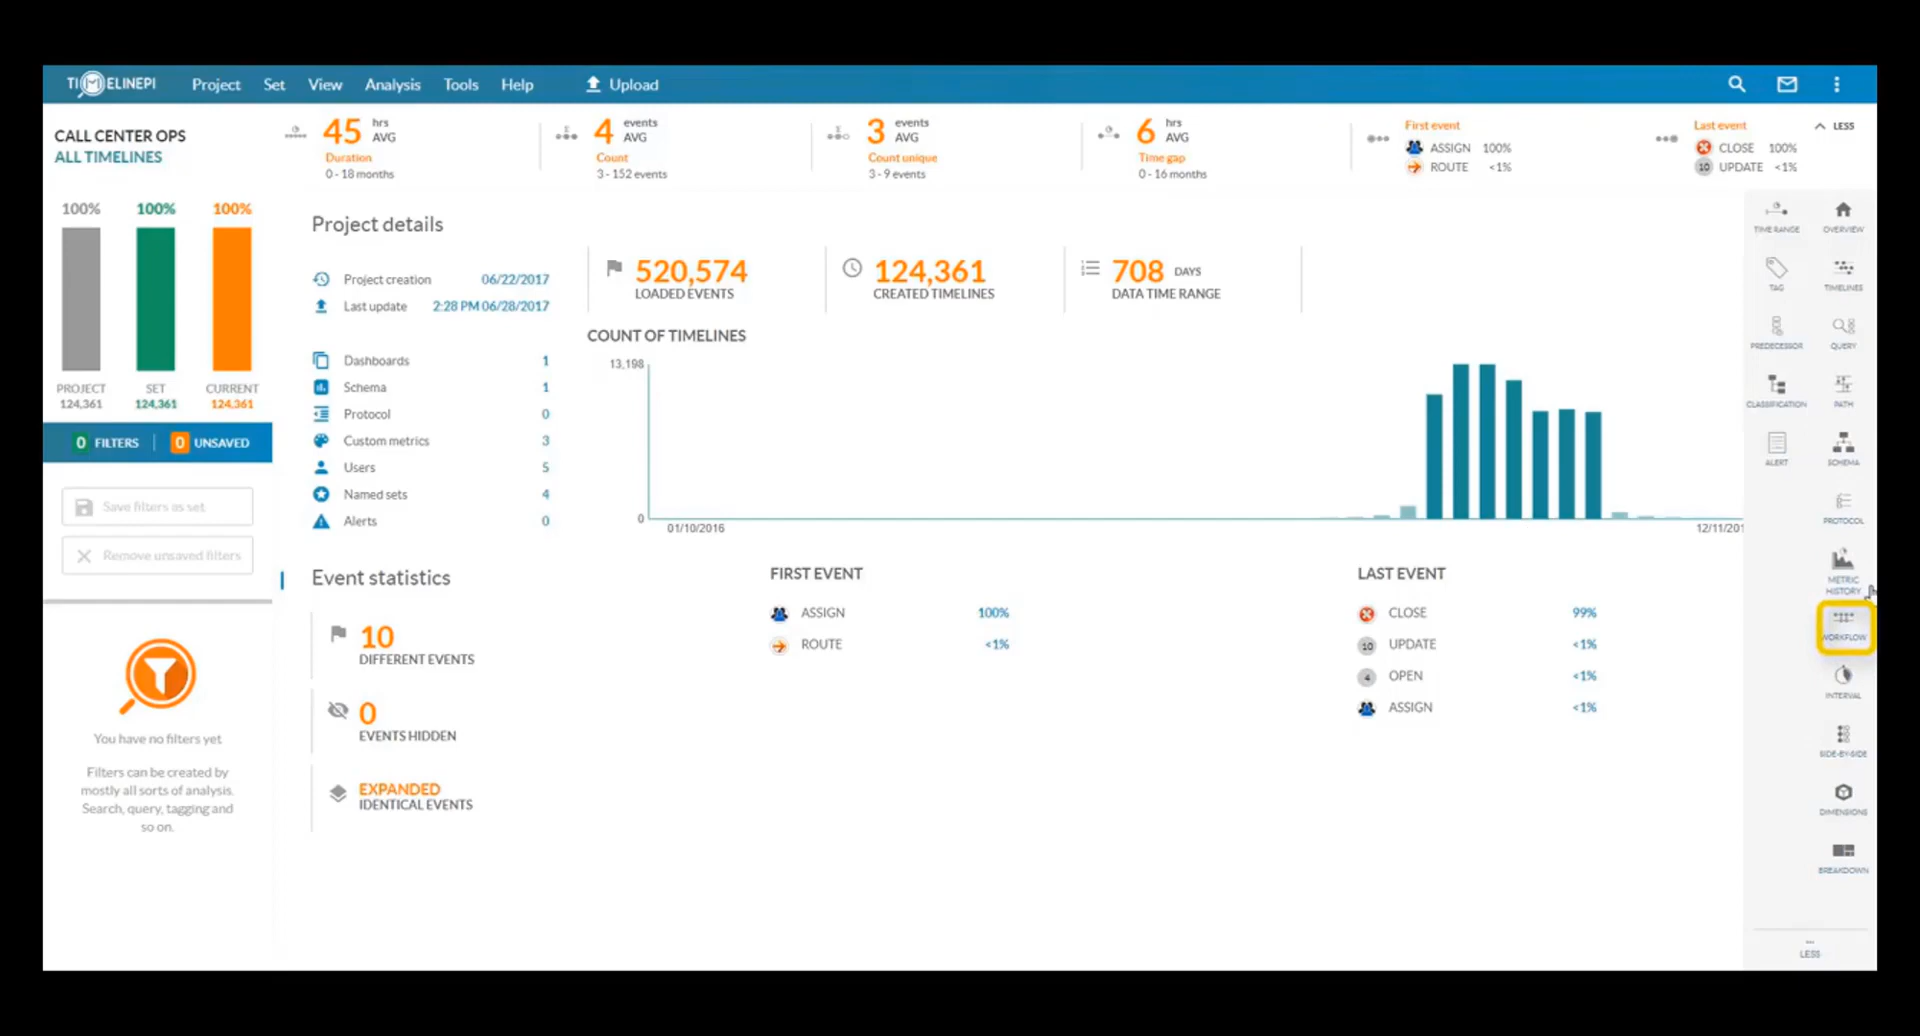 TIMELINEPI Project Set View Analysis Tools Help Upload
CALL CENTER OPS
ALL TIMELINES
45 hrs AVG
Duration
0 - 18 months
4 events AVG
Count
3 - 152 events
3 events AVG
Count unique
3 - 9 events
6 hrs AVG
Time gap
0 - 16 months
First event
ASSIGN 100%
ROUTE <1%
Last event
CLOSE 100%
10 UPDATE <1%
LESS
100% 100% 100%
PROJECT SET CURRENT
124,361 124,361 124,361
0 FILTERS 0 UNSAVED
Save filters as set
Remove unsaved filters
You have no filters yet
Filters can be created by
mostly all sorts of analysis.
Search, query, tagging and
so on.
Project details
Project creation 06/22/2017
Last update 2:28 PM 06/28/2017
Dashboards 1
Schema 1
Protocol 0
Custom metrics 3
Users 5
Named sets 4
Alerts 0
520,574
LOADED EVENTS
124,361
CREATED TIMELINES
708 DAYS
DATA TIME RANGE
COUNT OF TIMELINES
13,198
0
01/10/2016 12/11/201
Event statistics
10
DIFFERENT EVENTS
0
EVENTS HIDDEN
EXPANDED
IDENTICAL EVENTS
FIRST EVENT
ASSIGN 100%
ROUTE <1%
LAST EVENT
CLOSE 99%
10 UPDATE <1%
4 OPEN <1%
ASSIGN <1%
TIME RANGE OVERVIEW
TAG TIMELINES
PREDECESSOR QUERY
CLASSIFICATION PATH
ALERT SCHEMA
PROTOCOL
METRIC
HISTORY
WORKFLOW
INTERVAL
SIDE-BY-SIDE
DIMENSIONS
BREAKDOWN
LESS